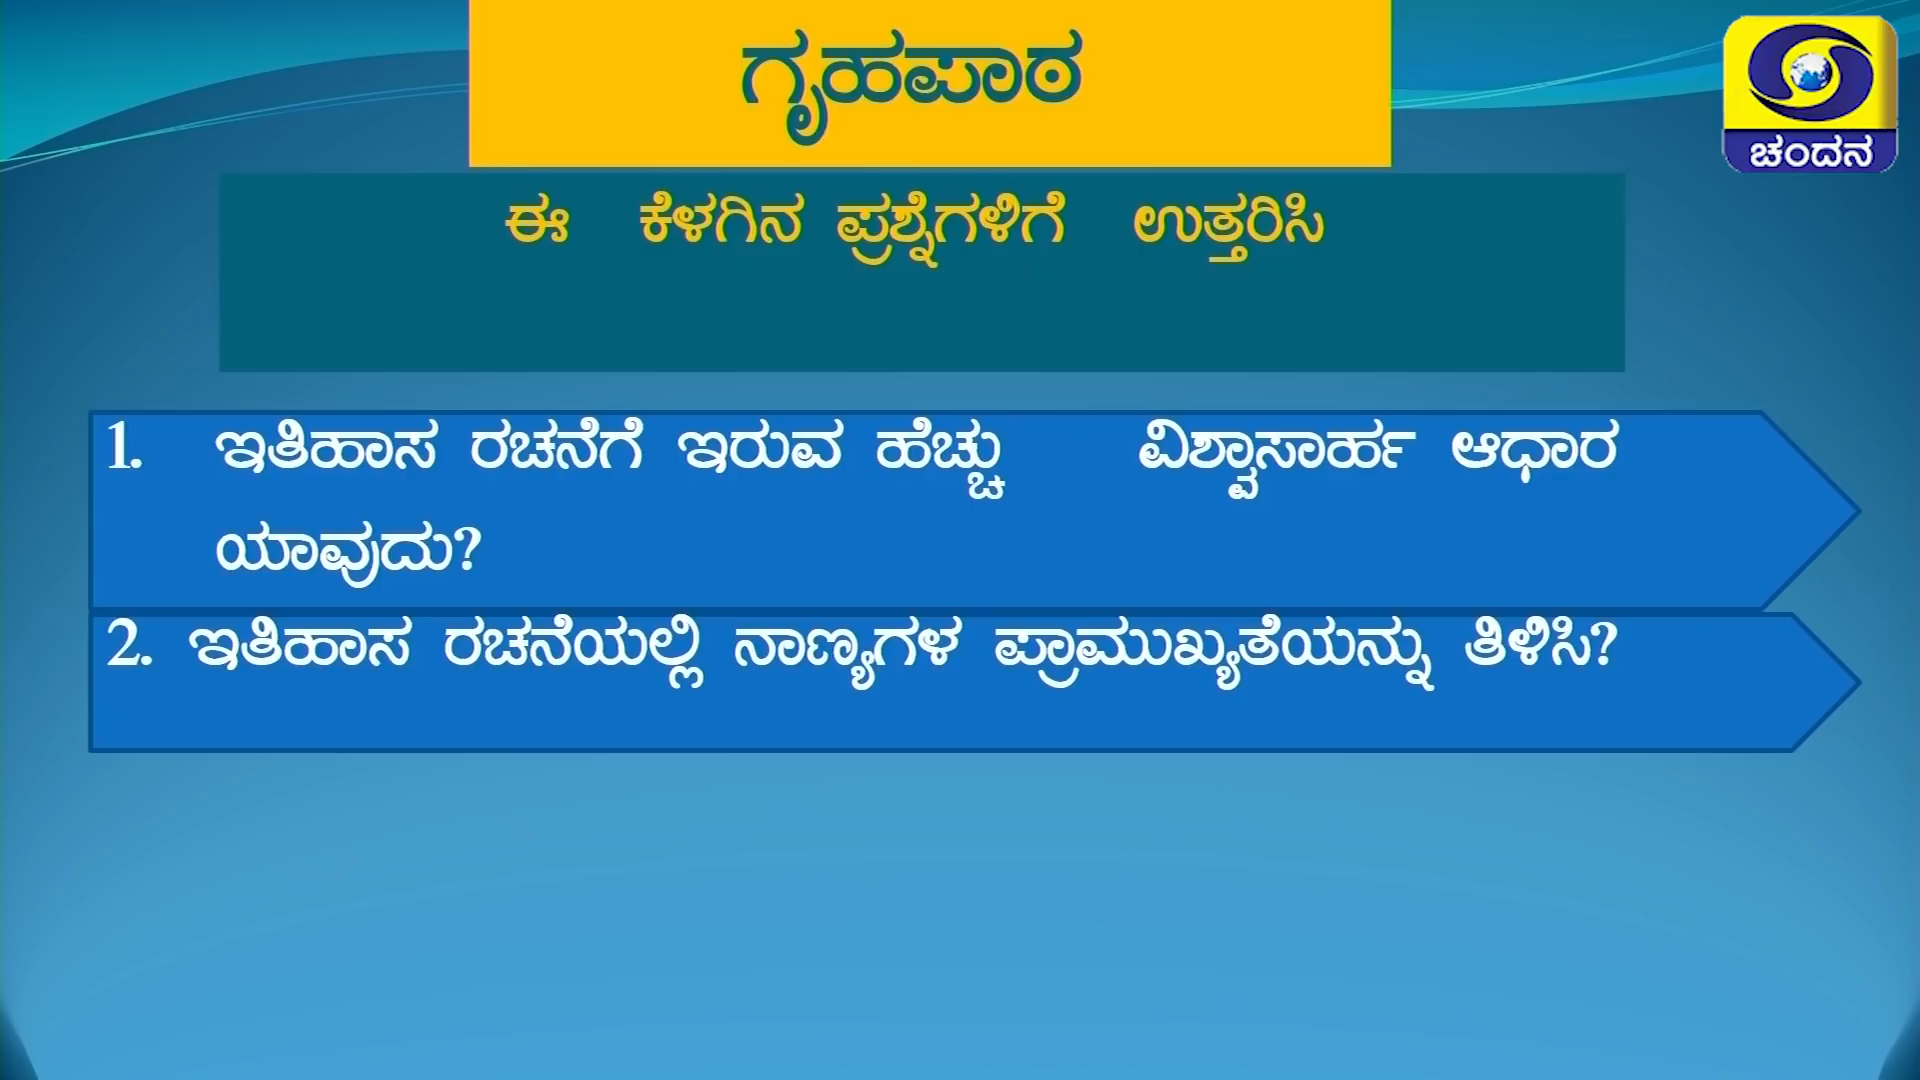 ಗೃಹಪಾಠ
ಚಂದನ
ಈ ಕೆಳಗಿನ ಪ್ರಶ್ನೆಗಳಿಗೆ ಉತ್ತರಿಸಿ
1. ಇತಿಹಾಸ ರಚನೆಗೆ ಇರುವ ಹೆಚ್ಚು ವಿಶ್ವಾಸಾರ್ಹ ಆಧಾರ
ಯಾವುದು?
2. ಇತಿಹಾಸ ರಚನೆಯಲ್ಲಿ ನಾಣ್ಯಗಳ ಪ್ರಾಮುಖ್ಯತೆಯನ್ನು ತಿಳಿಸಿ?